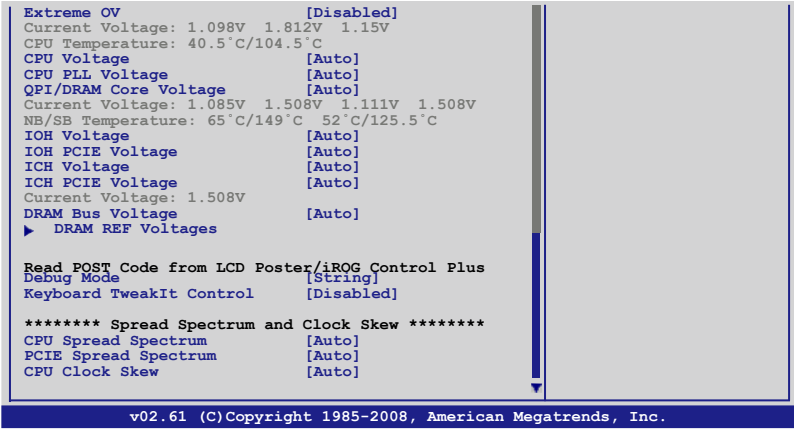 Extreme OV [Disabled]
Current Voltage: 1.098V 1.812V 1.15V
CPU Temperature: 40.5˚C/104.5˚C
CPU Voltage [Auto]
CPU PLL Voltage [Auto]
QPI/DRAM Core Voltage [Auto]
Current Voltage: 1.085V 1.508V 1.111V 1.508V
NB/SB Temperature: 65˚C/149˚C 52˚C/125.5˚C
IOH Voltage [Auto]
IOH PCIE Voltage [Auto]
ICH Voltage [Auto]
ICH PCIE Voltage [Auto]
Current Voltage: 1.508V
DRAM Bus Voltage [Auto]
DRAM REF Voltages
Read POST Code from LCD Poster/iROG Control Plus
Debug Mode [String]
Keyboard TweakIt Control [Disabled]
******** Spread Spectrum and Clock Skew ********
CPU Spread Spectrum [Auto]
PCIE Spread Spectrum [Auto]
CPU Clock Skew [Auto]
v02.61 (C)Copyright 1985-2008, American Megatrends, Inc.